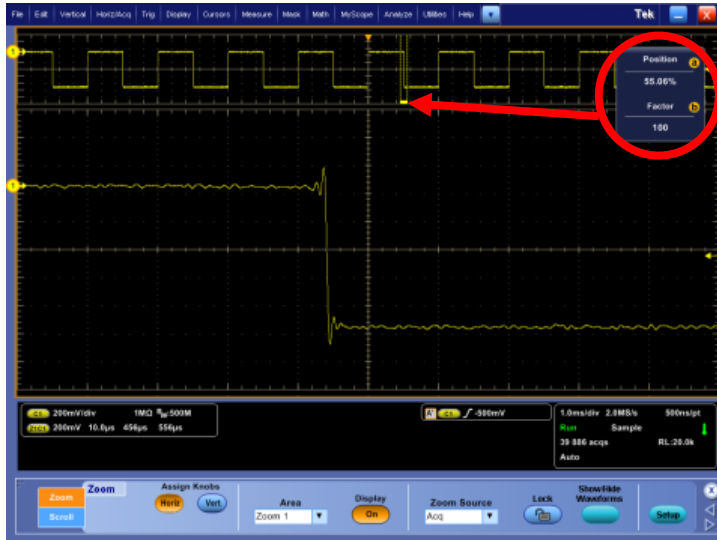 File Edit Vertical Horiz/Acq Trig Display Cursors Measure Mask Math MyScope Analyze Utilities Help Tek
Position a
55.06%
Factor b
100
1
1
C1 200mV/div 1MΩ BW:500M
Z1C1 200mV 10.0µs 456µs 556µs
A' C1 -500mV
1.0ms/div 2.0MS/s 500ns/pt
Run Sample
39 886 acqs RL:20.0k
Auto
Zoom
Scroll
Zoom
Assign Knobs
Horiz Vert
Area
Zoom 1
Display
On
Zoom Source
Acq
Lock
Show/Hide
Waveforms
Setup
X